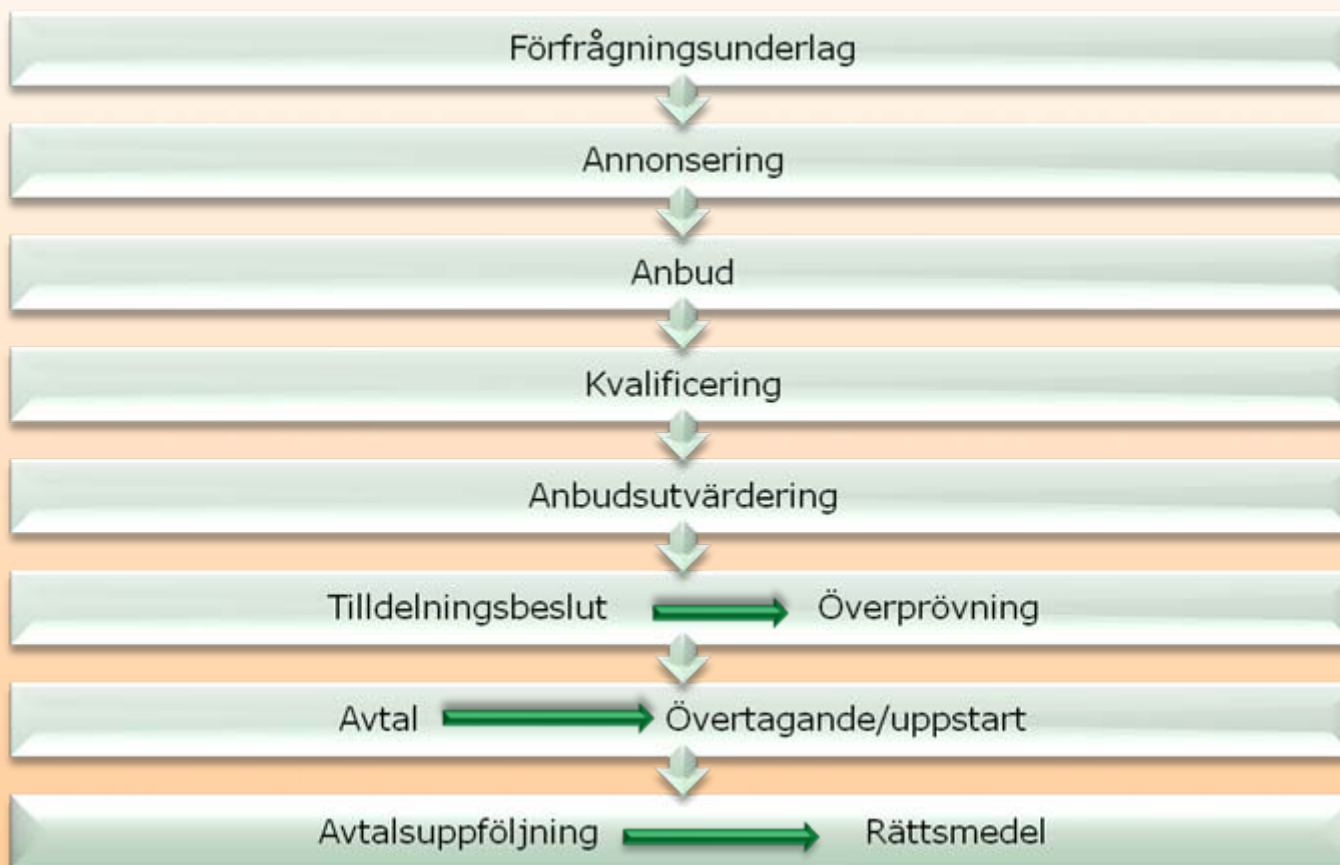 Förfrågningsunderlag
Annonsering
Anbud
Kvalificering
Anbudsutvärdering
Tilldelningsbeslut Överprövning
Avtal Övertagande/uppstart
Avtalsuppföljning Rättsmedel